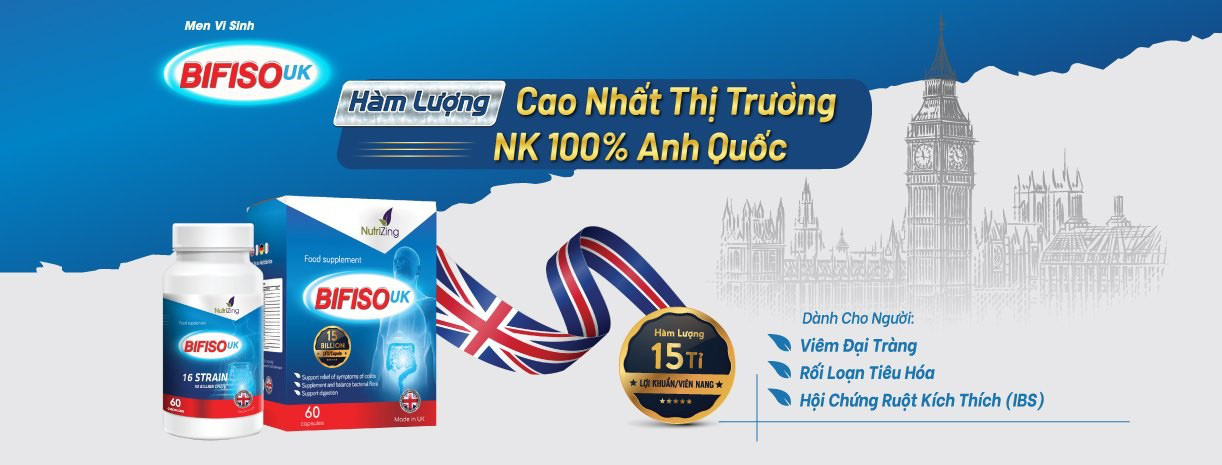 Men Vi Sinh
BIFISO UK
Hàm Lượng
Cao Nhất Thị Trường
NK 100% Anh Quốc
NutriZing
Food supplement
BIFISO UK
15
BILLION
Support relief of symptoms of colitis
Supplement and balance bacterial flora
Support digestion
60
capsules
Made in UK
NutriZing
Food supplement
BIFISO UK
16 STRAIN
60
capsules
Hàm Lượng
15 Tỉ
LỢI KHUẨN/VIÊN NANG
Dành Cho Người:
Viêm Đại Tràng
Rối Loạn Tiêu Hóa
Hội Chứng Ruột Kích Thích (IBS)